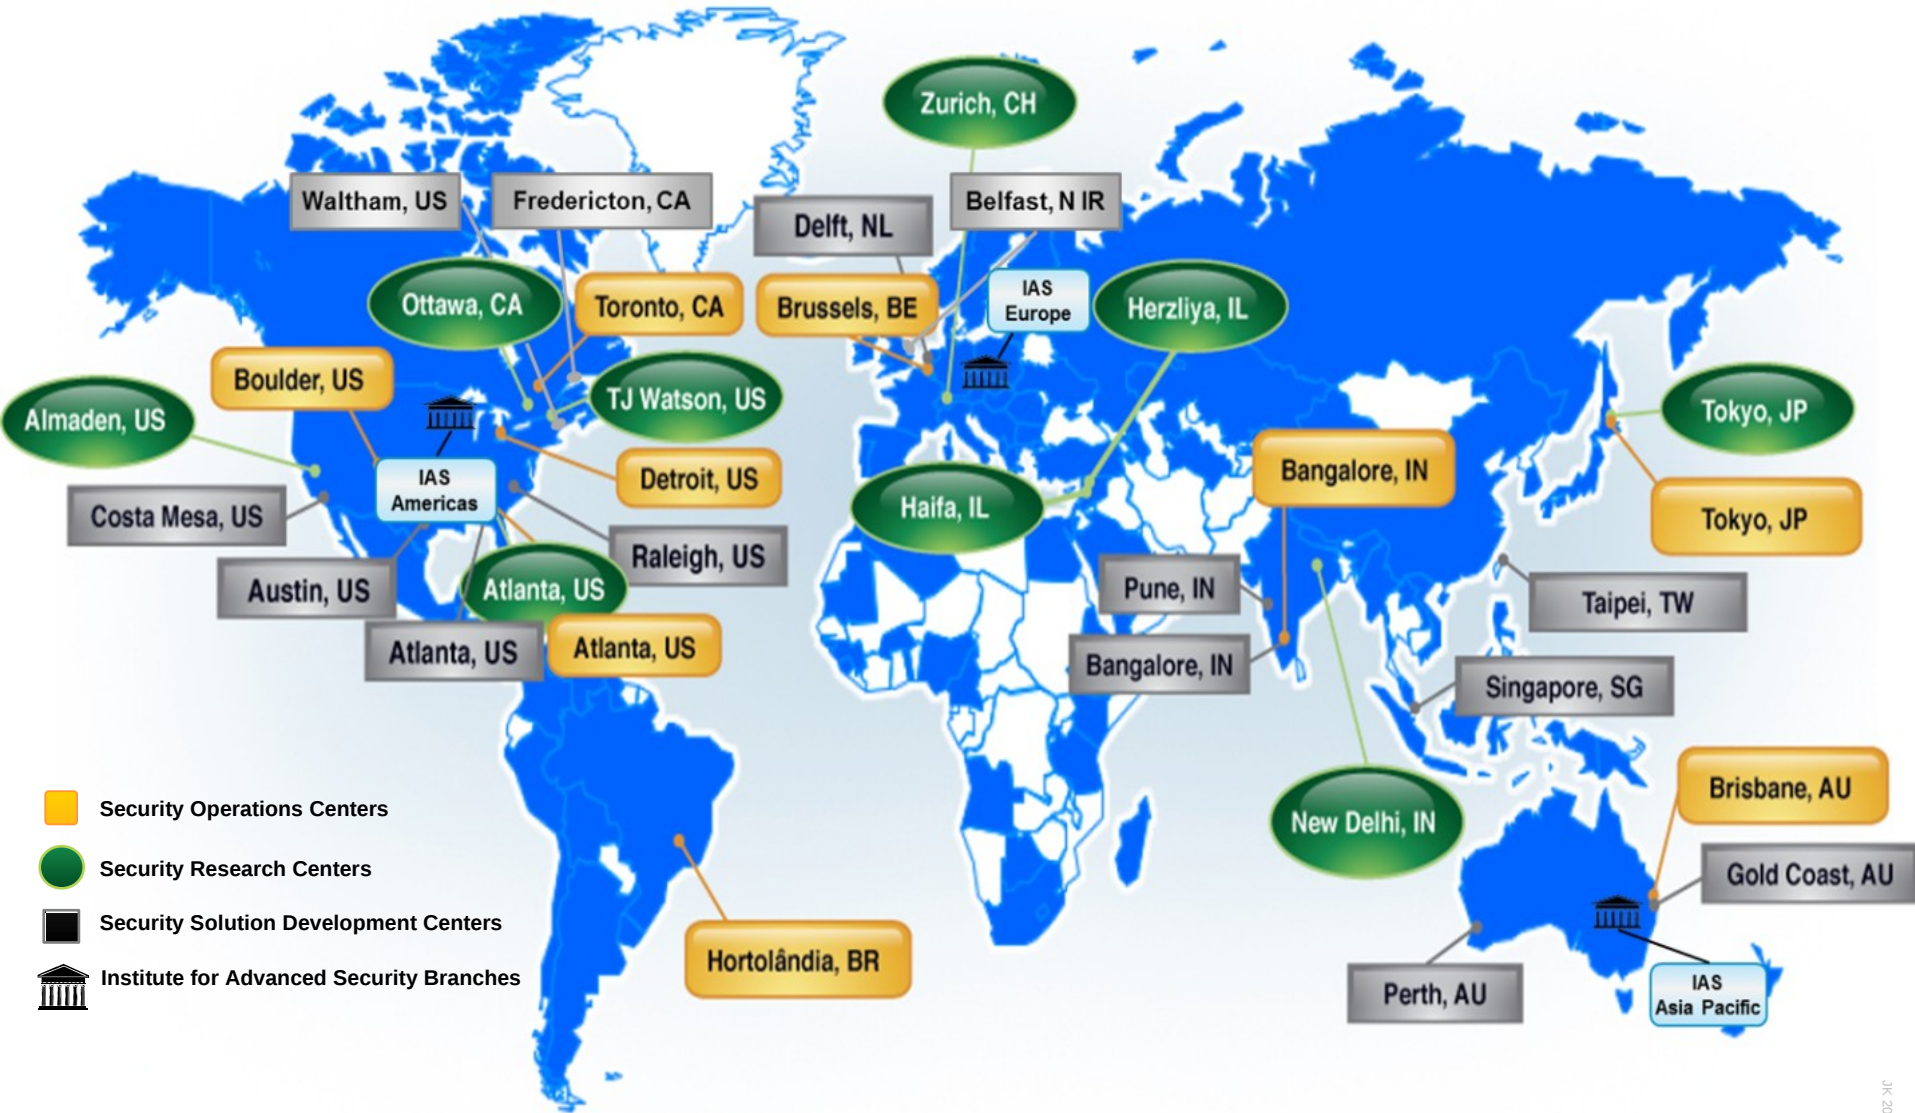 Zurich, CH
Waltham, US
Fredericton, CA
Delft, NL
Belfast, N IR
Ottawa, CA
Toronto, CA
Brussels, BE
IAS
Europe
Herzliya, IL
Boulder, US
TJ Watson, US
Almaden, US
Tokyo, JP
IAS
Americas
Detroit, US
Bangalore, IN
Costa Mesa, US
Haifa, IL
Tokyo, JP
Raleigh, US
Austin, US
Atlanta, US
Pune, IN
Taipei, TW
Atlanta, US
Atlanta, US
Bangalore, IN
Singapore, SG
New Delhi, IN
Brisbane, AU
Gold Coast, AU
Security Operations Centers
Security Research Centers
Security Solution Development Centers
Institute for Advanced Security Branches
Hortolândia, BR
Perth, AU
IAS
Asia Pacific
JK 20